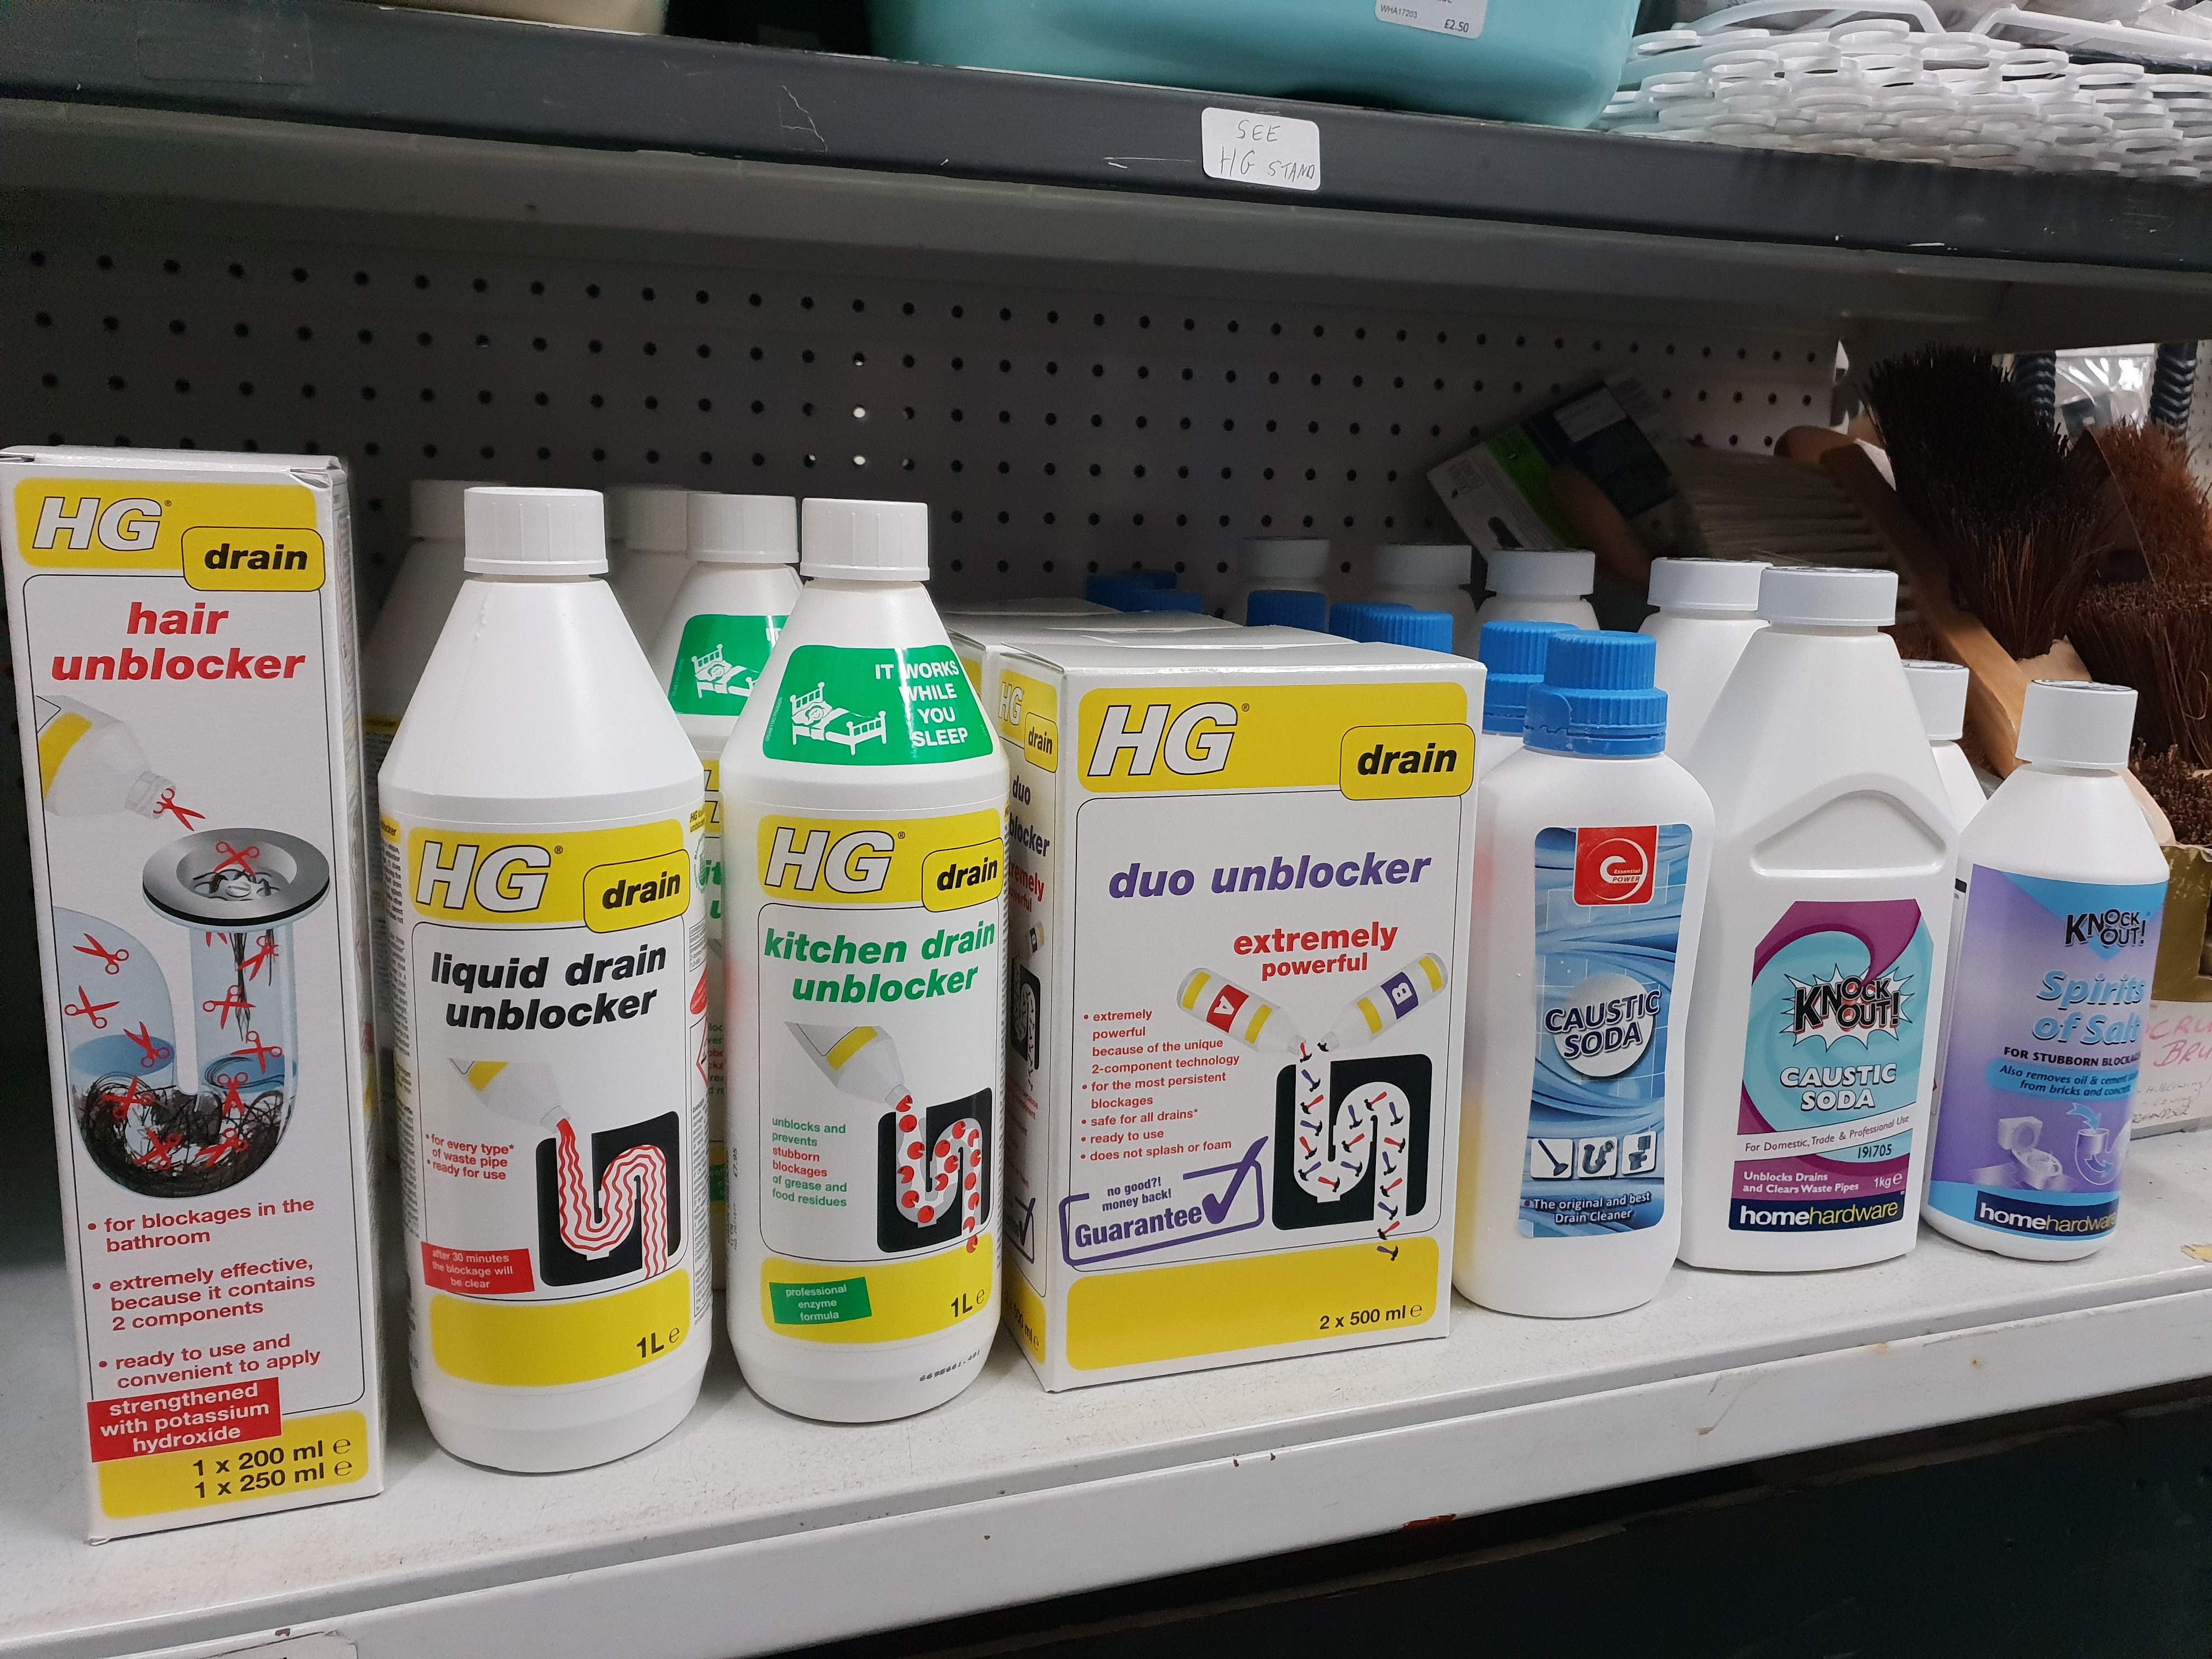 WHA17203
£2.50
SEE
HG STAND
HG®
drain
hair
unblocker
• for blockages in the
bathroom
• extremely effective,
because it contains
2 components
• ready to use and
convenient to apply
strengthened
with potassium
hydroxide
1 x 200 ml e
1 x 250 ml e
HG®
drain
liquid drain
unblocker
• for every type*
of waste pipe
• ready for use
after 30 minutes
the blockage will
be clear
1L e
IT WORKS
WHILE
YOU
SLEEP
HG®
drain
kitchen drain
unblocker
unblocks and
prevents
stubborn
blockages
of grease and
food residues
professional
enzyme
formula
1L e
HG
drain
duo
HG®
drain
duo unblocker
extremely
powerful
A
B
• extremely
powerful
because of the unique
2-component technology
• for the most persistent
blockages
• safe for all drains*
• ready to use
• does not splash or foam
no good?!
money back!
Guarantee
2 x 500 ml e
Essential
POWER
CAUSTIC
SODA
The original and best
Drain Cleaner
KNOCK
OUT!
CAUSTIC
SODA
For Domestic, Trade & Professional Use
191705
Unblocks Drains
and Clears Waste Pipes 1kg e
homehardware
KNOCK
OUT!
Spirits
of Salt
FOR STUBBORN BLOCKAG
Also removes oil & cement
from bricks and concre
homehardware